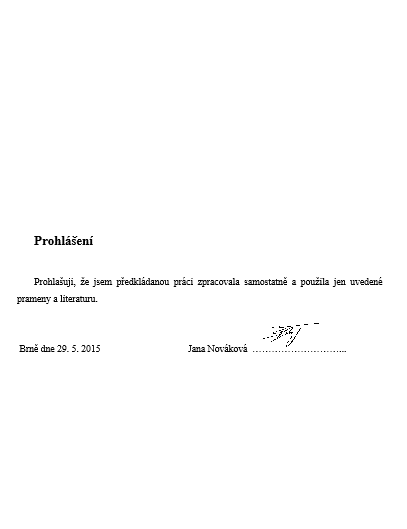 Prohlášení
Prohlašuji, že jsem předkládanou práci zpracovala samostatně a použila jen uvedené
prameny a literaturu.
Brně dne 29. 5. 2015 Jana Nováková …………………………...